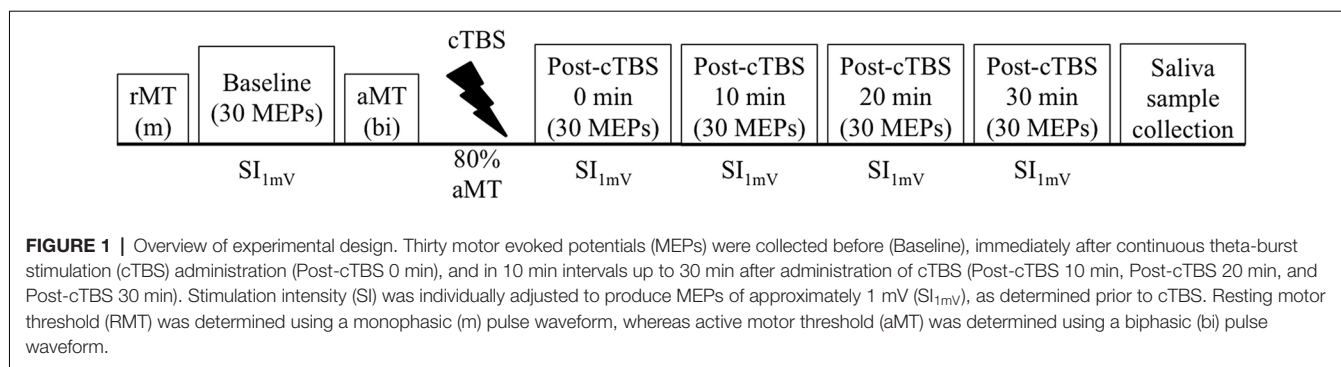 cTBS
rMT
(m)
Baseline
(30 MEPs)
aMT
(bi)
Post-cTBS
0 min
(30 MEPs)
Post-cTBS
10 min
(30 MEPs)
Post-cTBS
20 min
(30 MEPs)
Post-cTBS
30 min
(30 MEPs)
Saliva
sample
collection
SI1mV
80%
aMT
SI1mV
SI1mV
SI1mV
SI1mV
FIGURE 1 | Overview of experimental design. Thirty motor evoked potentials (MEPs) were collected before (Baseline), immediately after continuous theta-burst
stimulation (cTBS) administration (Post-cTBS 0 min), and in 10 min intervals up to 30 min after administration of cTBS (Post-cTBS 10 min, Post-cTBS 20 min, and
Post-cTBS 30 min). Stimulation intensity (SI) was individually adjusted to produce MEPs of approximately 1 mV (SI1mV), as determined prior to cTBS. Resting motor
threshold (RMT) was determined using a monophasic (m) pulse waveform, whereas active motor threshold (aMT) was determined using a biphasic (bi) pulse
waveform.